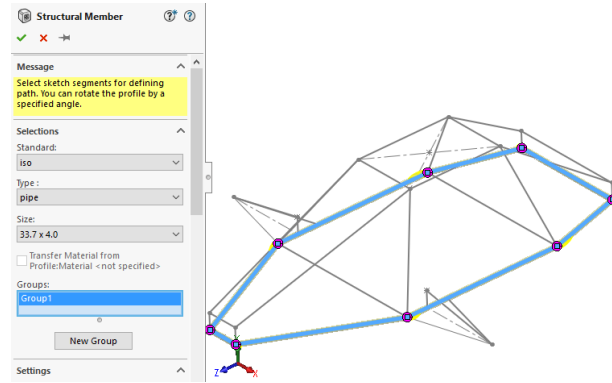 Structural Member
Message
Select sketch segments for defining
path. You can rotate the profile by a
specified angle.
Selections
Standard:
iso
Type :
pipe
Size:
33.7 x 4.0
Transfer Material from
Profile:Material <not specified>
Groups:
Group1
New Group
Settings
Y
Z
X